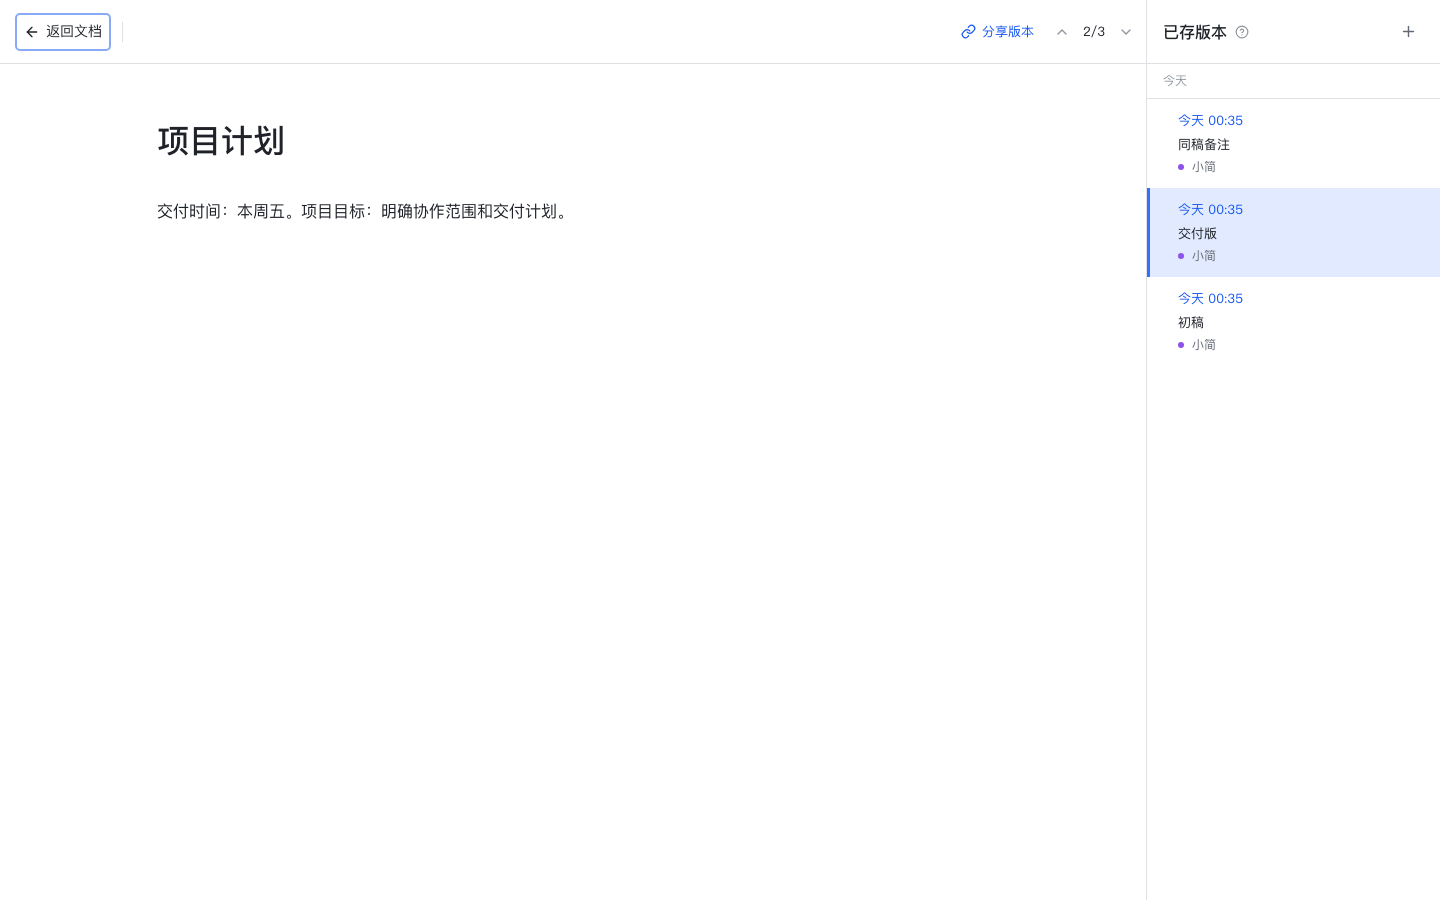 返回文档
分享版本
2/3
已存版本
今天
项目计划
交付时间：本周五。项目目标：明确协作范围和交付计划。
今天 00:35
同稿备注
小简
今天 00:35
交付版
小简
今天 00:35
初稿
小简